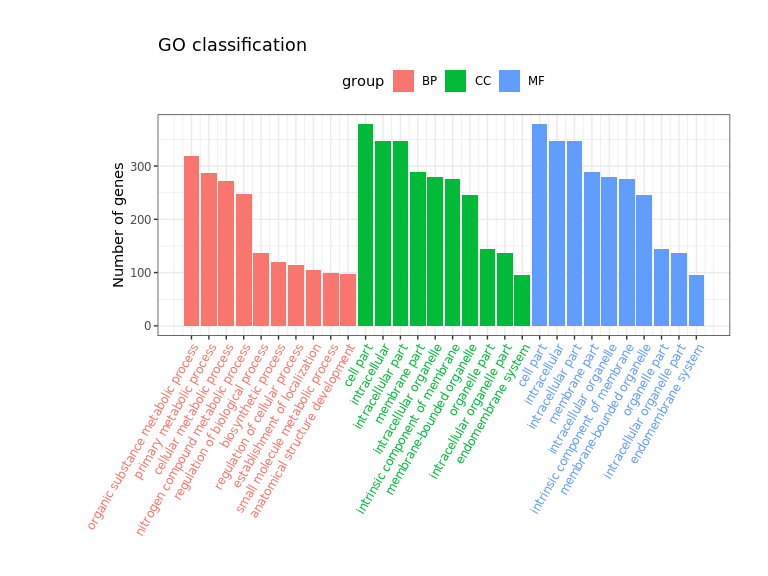 GO classification
group BP CC MF
Number of genes
300
200
100
0
organic substance metabolic process
primary metabolic process
cellular metabolic process
nitrogen compound metabolic process
regulation of biological process
biosynthetic process
regulation of cellular process
establishment of localization
small molecule metabolic process
anatomical structure development
cell part
intracellular
intracellular part
membrane part
intracellular organelle
intrinsic component of membrane
membrane-bounded organelle
organelle part
intracellular organelle part
endomembrane system
cell part
intracellular
intracellular part
membrane part
intracellular organelle
intrinsic component of membrane
membrane-bounded organelle
organelle part
intracellular organelle part
endomembrane system